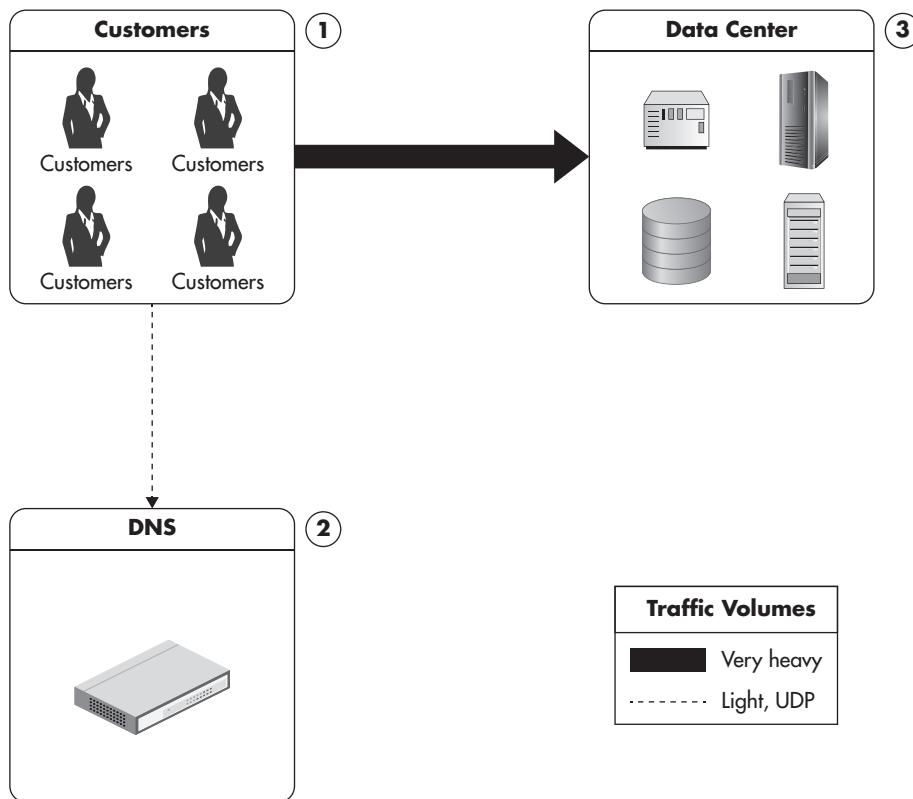 Customers
1
Customers
Customers
Customers
Customers
Data Center
3
DNS
2
Traffic Volumes
Very heavy
Light, UDP